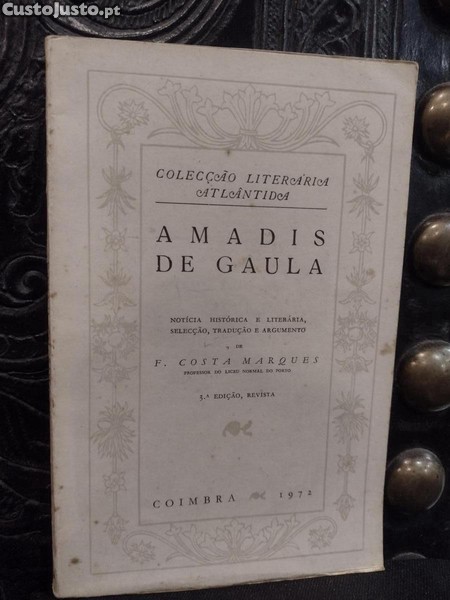 CustoJusto.pt
COLECÇÃO LITERÁRIA
ATLÂNTIDA
AMADIS
DE GAULA
NOTÍCIA HISTÓRICA E LITERÁRIA,
SELECÇÃO, TRADUÇÃO E ARGUMENTO
DE
F. COSTA MARQUES
PROFESSOR DO LICEU NORMAL DO PORTO
5.ª EDIÇÃO, REVISTA
COIMBRA 1972